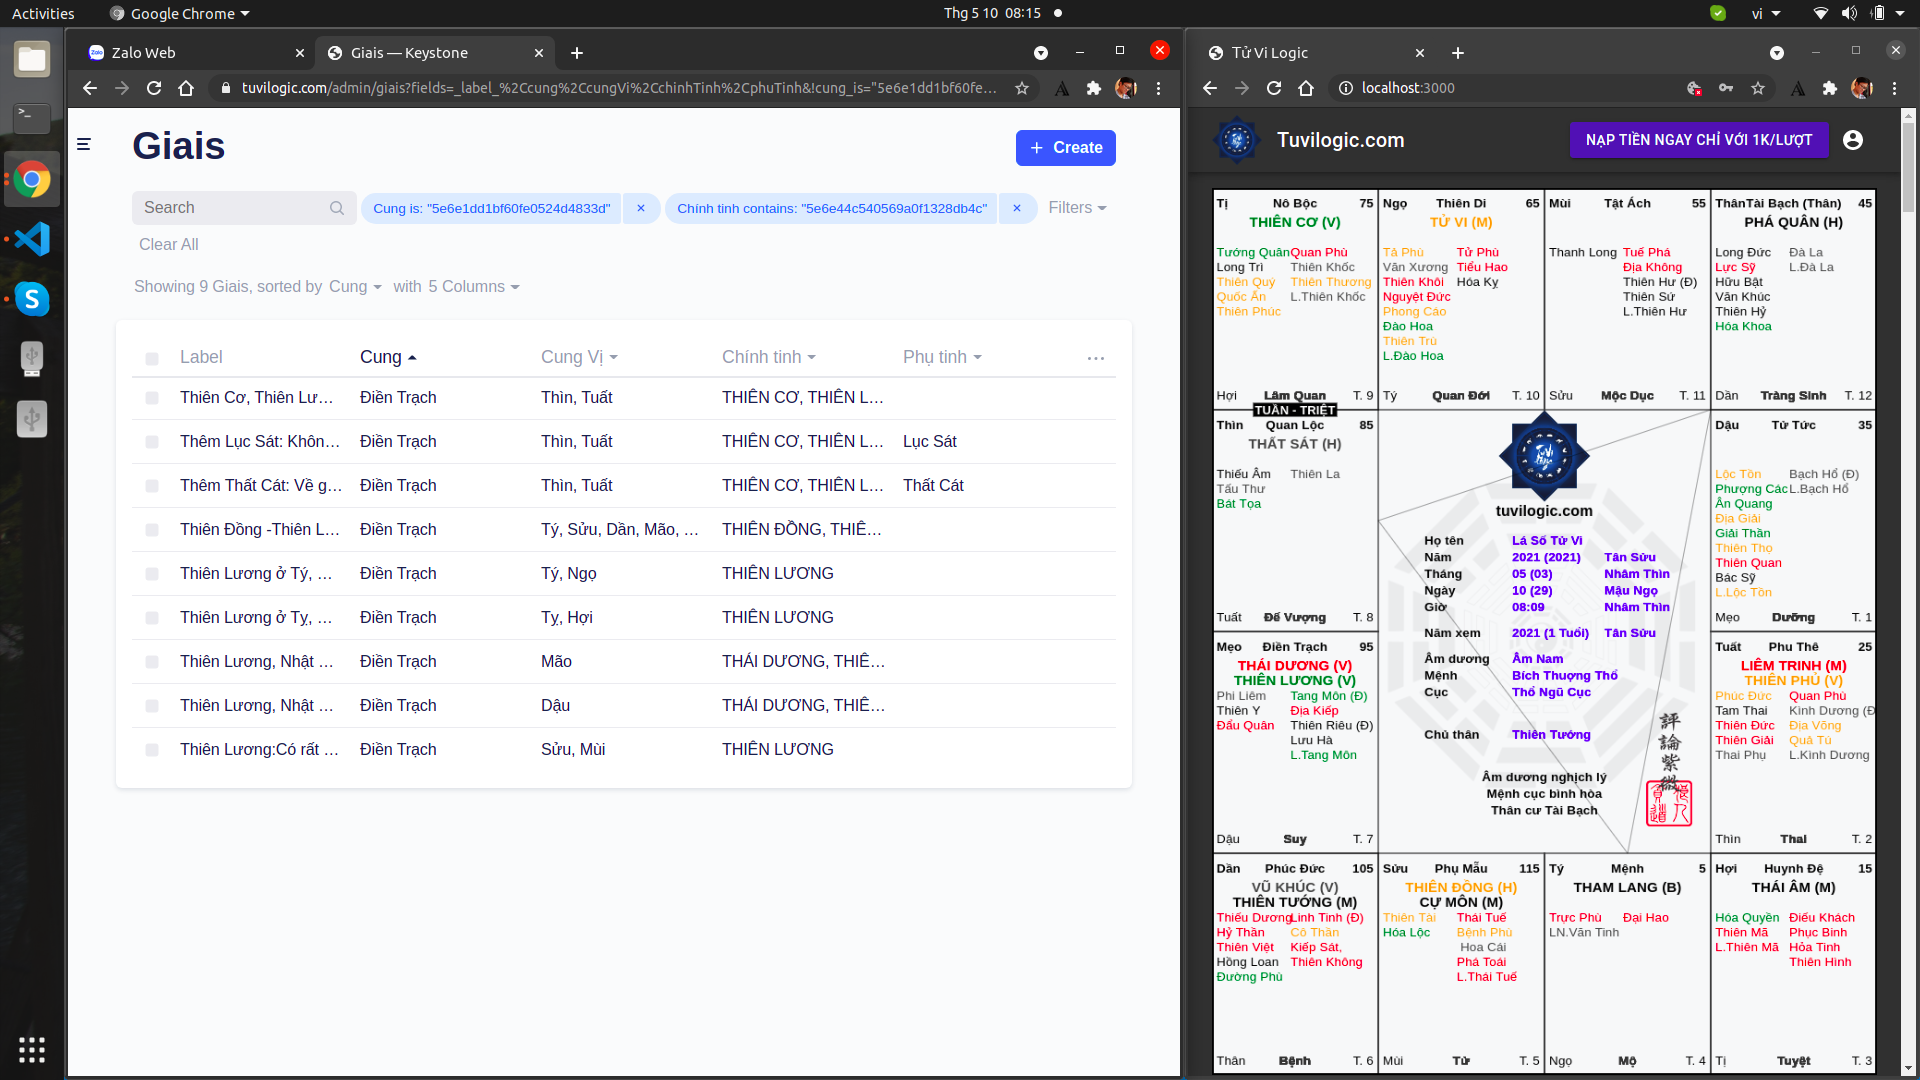 Activities
Google Chrome
Thg 5 10 08:15
vi
Zalo Web
Giais — Keystone
tuvilogic.com/admin/giais?fields=_label_%2Ccung%2CcungVi%2CchinhTinh%2CphuTinh&!cung_is="5e6e1dd1bf60fe...
Giais
Create
Search
Cung is: "5e6e1dd1bf60fe0524d4833d"
Chính tinh contains: "5e6e44c540569a0f1328db4c"
Filters
Clear All
Showing 9 Giais, sorted by Cung with 5 Columns
Label Cung Cung Vị Chính tinh Phụ tinh
Thiên Cơ, Thiên Lư… Điền Trạch Thìn, Tuất THIÊN CƠ, THIÊN L…
Thêm Lục Sát: Khôn… Điền Trạch Thìn, Tuất THIÊN CƠ, THIÊN L… Lục Sát
Thêm Thất Cát: Về g… Điền Trạch Thìn, Tuất THIÊN CƠ, THIÊN L… Thất Cát
Thiên Đồng -Thiên L… Điền Trạch Tý, Sửu, Dần, Mão, … THIÊN ĐỒNG, THIÊ…
Thiên Lương ở Tý, … Điền Trạch Tý, Ngọ THIÊN LƯƠNG
Thiên Lương ở Tỵ, … Điền Trạch Tỵ, Hợi THIÊN LƯƠNG
Thiên Lương, Nhật … Điền Trạch Mão THÁI DƯƠNG, THIÊ…
Thiên Lương, Nhật … Điền Trạch Dậu THÁI DƯƠNG, THIÊ…
Thiên Lương:Có rất … Điền Trạch Sửu, Mùi THIÊN LƯƠNG
Tử Vi Logic
localhost:3000
Tuvilogic.com
NẠP TIỀN NGAY CHỈ VỚI 1K/LƯỢT
Tị Nô Bộc 75
THIÊN CƠ (V)
Tướng Quân Quan Phù
Long Trì Thiên Khốc
Thiên Quý Thiên Thương
Quốc Ấn L.Thiên Khốc
Thiên Phúc
Hợi Lâm Quan T. 9
Ngọ Thiên Di 65
TỬ VI (M)
Tả Phù Tử Phù
Văn Xương Tiểu Hao
Thiên Khôi Hóa Kỵ
Nguyệt Đức
Phong Cáo
Đào Hoa
Thiên Trù
L.Đào Hoa
Tý Quan Đới T. 10
Mùi Tật Ách 55
Thanh Long Tuế Phá
Địa Không
Thiên Hư (Đ)
Thiên Sứ
L.Thiên Hư
Sửu Mộc Dục T. 11
Thân Tài Bạch (Thân) 45
PHÁ QUÂN (H)
Long Đức Đà La
Lực Sỹ L.Đà La
Hữu Bật
Văn Khúc
Thiên Hỷ
Hóa Khoa
Dần Tràng Sinh T. 12
TUẦN - TRIỆT
Thìn Quan Lộc 85
THẤT SÁT (H)
Thiếu Âm Thiên La
Tấu Thư
Bát Tọa
Tuất Đế Vượng T. 8
tuvilogic.com
Họ tên Lá Số Tử Vi
Năm 2021 (2021) Tân Sửu
Tháng 05 (03) Nhâm Thìn
Ngày 10 (29) Mậu Ngọ
Giờ 08:09 Nhâm Thìn
Năm xem 2021 (1 Tuổi) Tân Sửu
Âm dương Âm Nam
Mệnh Bích Thượng Thổ
Cục Thổ Ngũ Cục
Chủ thân Thiên Tướng
Âm dương nghịch lý
Mệnh cục bình hòa
Thân cư Tài Bạch
評論紫微
Dậu Tử Tức 35
Lộc Tồn Bạch Hổ (Đ)
Phượng Các L.Bạch Hổ
Ân Quang
Địa Giải
Giải Thần
Thiên Thọ
Thiên Quan
Bác Sỹ
L.Lộc Tồn
Mẹo Dưỡng T. 1
Mẹo Điền Trạch 95
THÁI DƯƠNG (V)
THIÊN LƯƠNG (V)
Phi Liêm Tang Môn (Đ)
Thiên Y Địa Kiếp
Đẩu Quân Thiên Riêu (Đ)
Lưu Hà
L.Tang Môn
Dậu Suy T. 7
Tuất Phu Thê 25
LIÊM TRINH (M)
THIÊN PHỦ (V)
Phúc Đức Quan Phủ
Tam Thai Kình Dương (Đ
Thiên Đức Địa Võng
Thiên Giải Quả Tú
Thai Phụ L.Kình Dương
Thìn Thai T. 2
Dần Phúc Đức 105
VŨ KHÚC (V)
THIÊN TƯỚNG (M)
Thiếu Dương Linh Tinh (Đ)
Hỷ Thần Cô Thần
Thiên Việt Kiếp Sát,
Hồng Loan Thiên Không
Đường Phù
Thân Bệnh T. 6
Sửu Phụ Mẫu 115
THIÊN ĐỒNG (H)
CỰ MÔN (M)
Thiên Tài Thái Tuế
Hóa Lộc Bệnh Phù
Hoa Cái
Phá Toái
L.Thái Tuế
Mùi Tử T. 5
Tý Mệnh 5
THAM LANG (B)
Trực Phù Đại Hao
LN.Văn Tinh
Ngọ Mộ T. 4
Hợi Huynh Đệ 15
THÁI ÂM (M)
Hóa Quyền Điếu Khách
Thiên Mã Phục Binh
L.Thiên Mã Hỏa Tinh
Thiên Hình
Tị Tuyệt T. 3